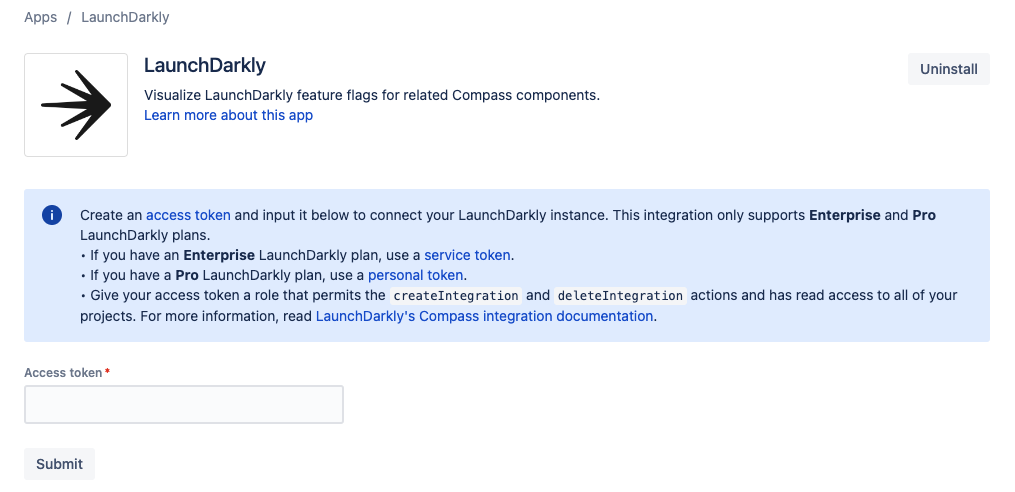 Apps / LaunchDarkly
LaunchDarkly
Uninstall
Visualize LaunchDarkly feature flags for related Compass components.
Learn more about this app
Create an access token and input it below to connect your LaunchDarkly instance. This integration only supports Enterprise and Pro
LaunchDarkly plans.
• If you have an Enterprise LaunchDarkly plan, use a service token.
• If you have a Pro LaunchDarkly plan, use a personal token.
• Give your access token a role that permits the createIntegration and deleteIntegration actions and has read access to all of your
projects. For more information, read LaunchDarkly's Compass integration documentation.
Access token *
Submit